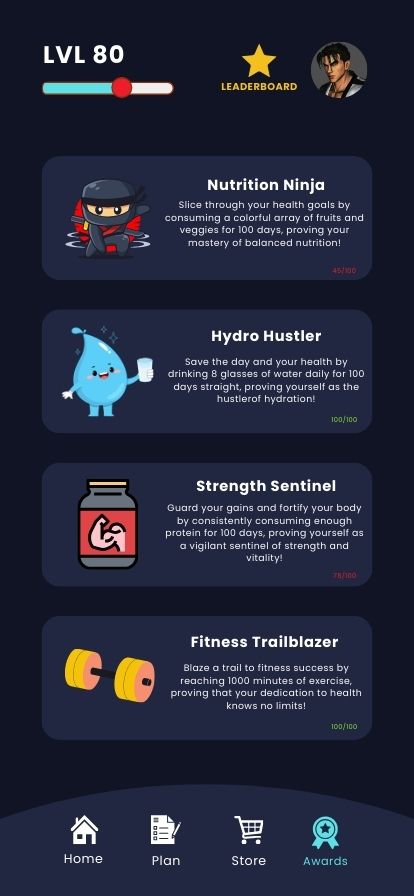 LVL 80
LEADERBOARD
Nutrition Ninja
Slice through your health goals by
consuming a colorful array of fruits and
veggies for 100 days, proving your
mastery of balanced nutrition!
45/100
Hydro Hustler
Save the day and your health by
drinking 8 glasses of water daily for 100
days straight, proving yourself as the
hustlerof hydration!
100/100
Strength Sentinel
Guard your gains and fortify your body
by consistently consuming enough
protein for 100 days, proving yourself as
a vigilant sentinel of strength and
vitality!
78/100
Fitness Trailblazer
Blaze a trail to fitness success by
reaching 1000 minutes of exercise,
proving that your dedication to health
knows no limits!
100/100
Home
Plan
Store
Awards